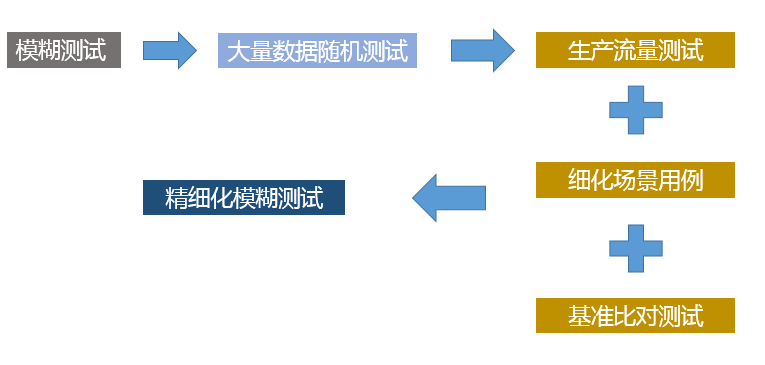 模糊测试
大量数据随机测试
生产流量测试
细化场景用例
精细化模糊测试
基准比对测试